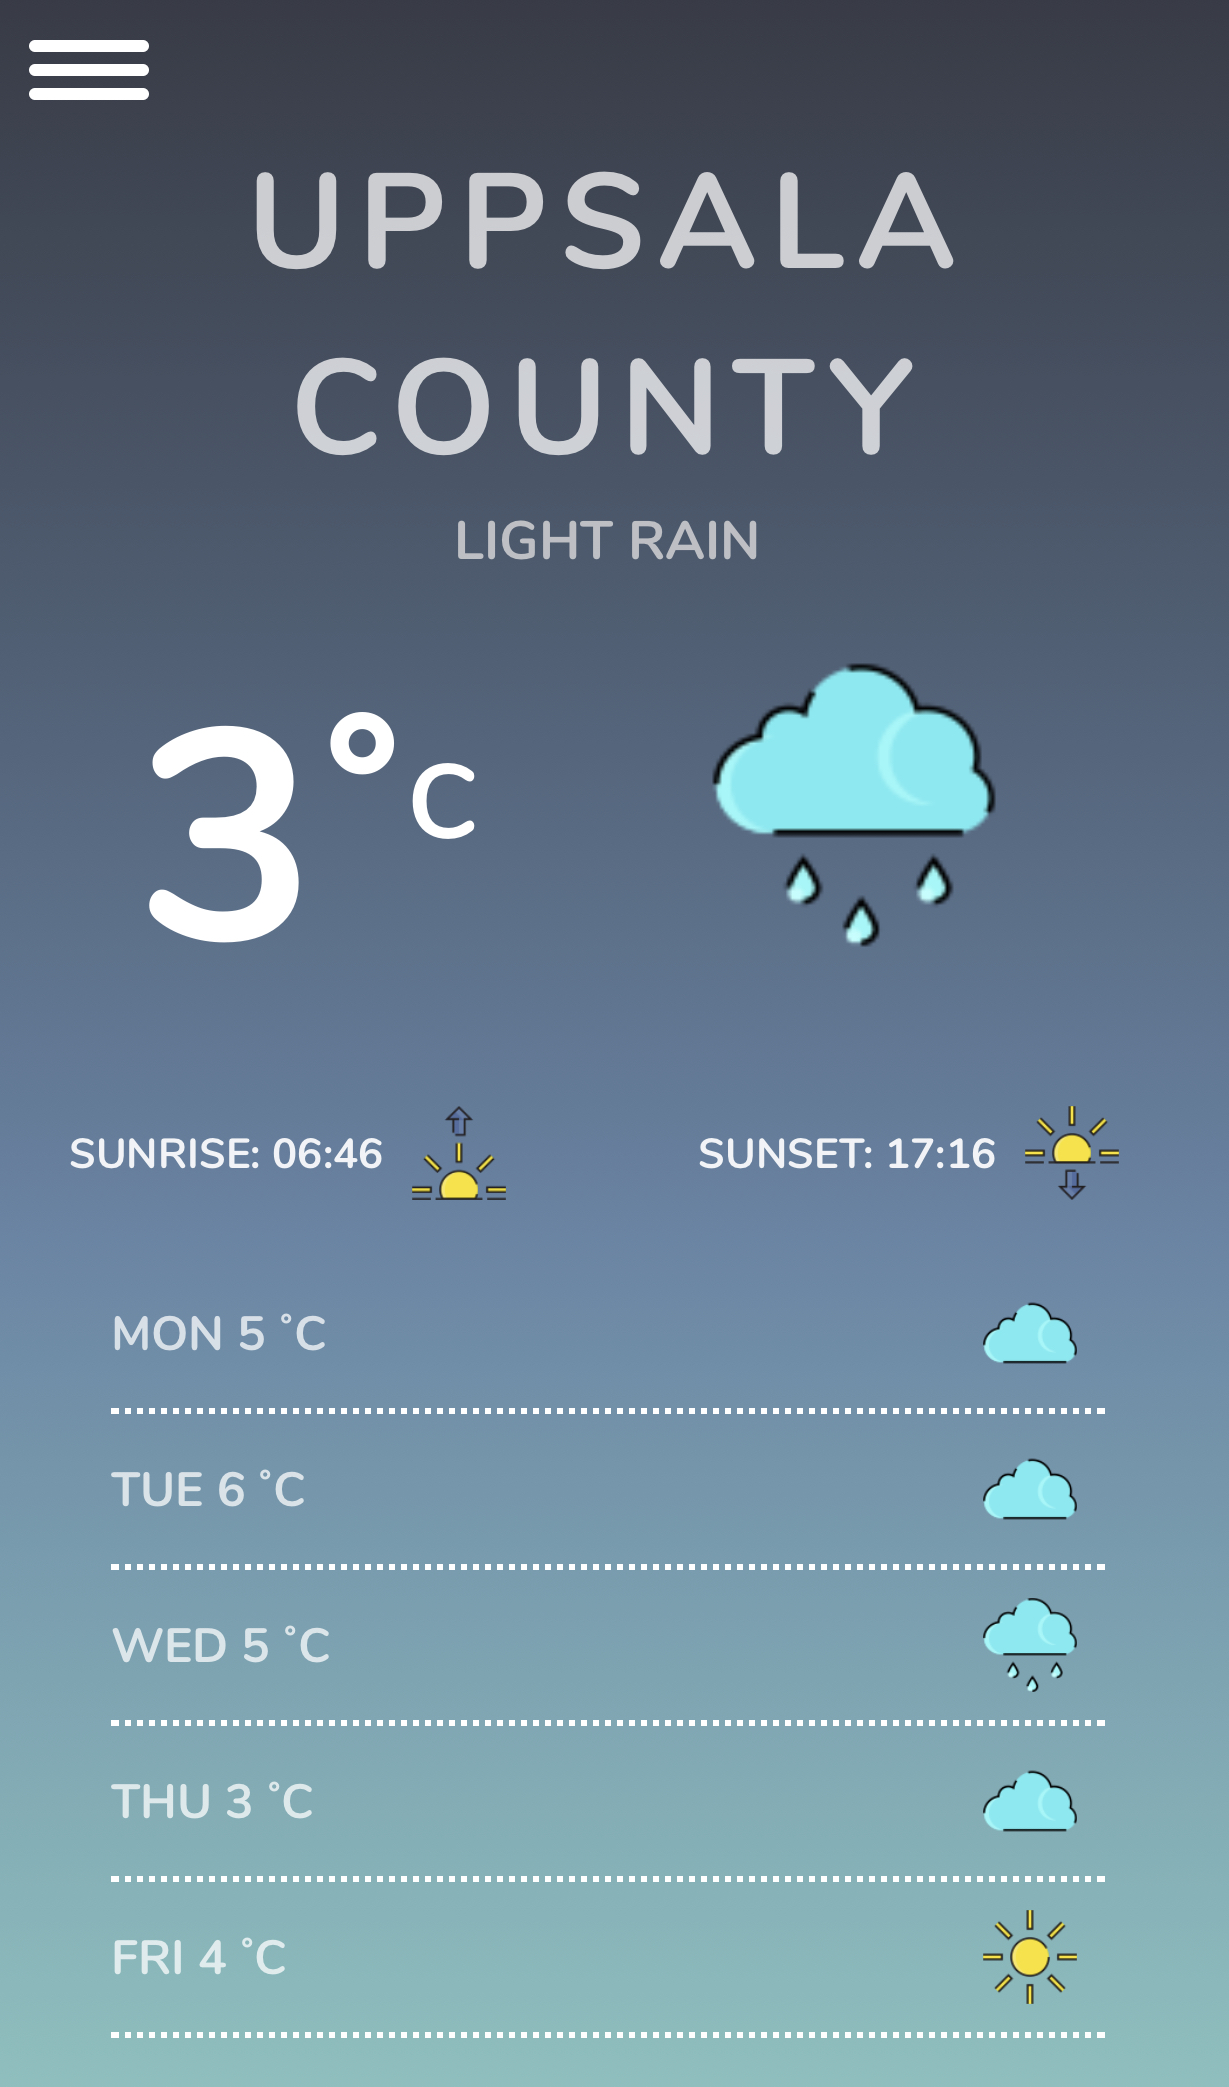 UPPSALA
COUNTY
LIGHT RAIN
3°C
SUNRISE: 06:46
SUNSET: 17:16
MON 5 °C
TUE 6 °C
WED 5 °C
THU 3 °C
FRI 4 °C